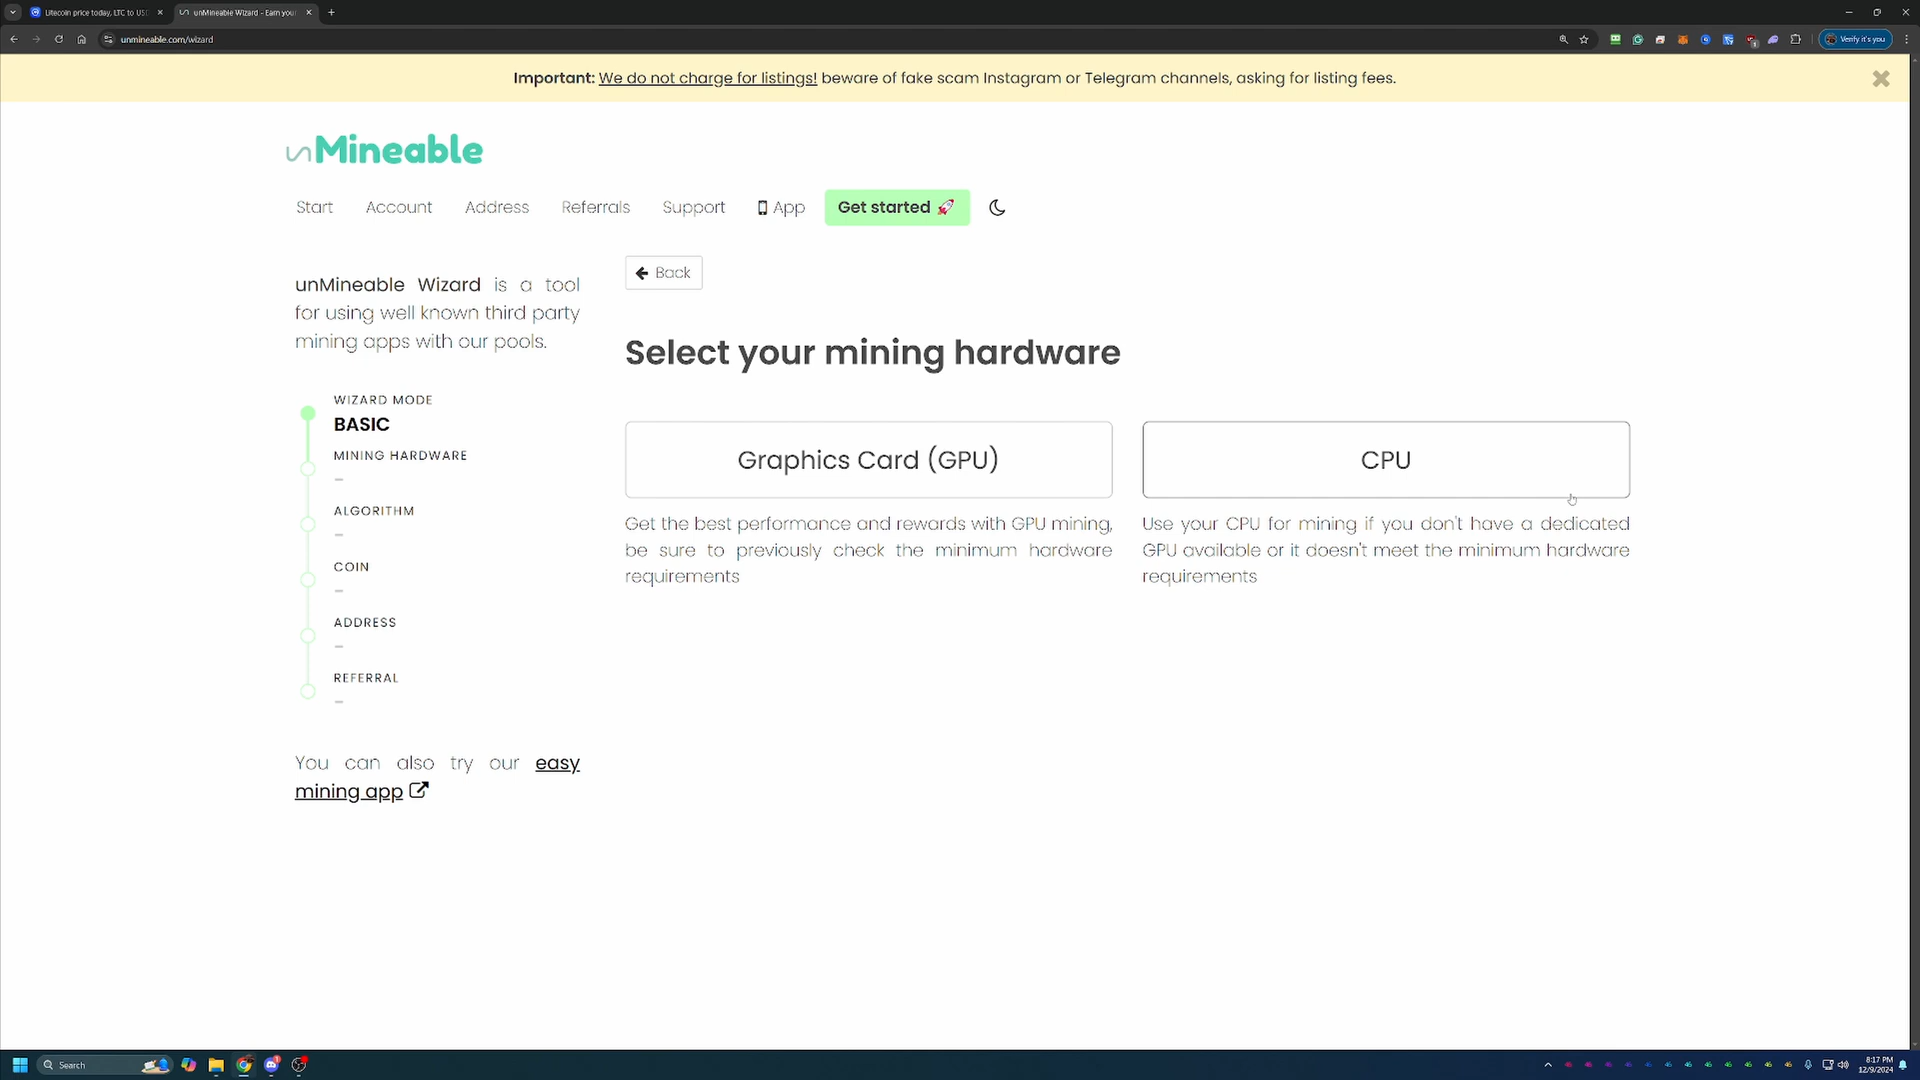 Litecoin price today, LTC to USD
unMineable Wizard - Earn your
unmineable.com/wizard
Verify it's you
Important: We do not charge for listings! beware of fake scam Instagram or Telegram channels, asking for listing fees.
unMineable
Start Account Address Referrals Support App Get started 🚀
Back
unMineable Wizard is a tool
for using well known third party
mining apps with our pools.
Select your mining hardware
WIZARD MODE
BASIC
MINING HARDWARE
–
ALGORITHM
–
COIN
–
ADDRESS
–
REFERRAL
–
Graphics Card (GPU)
Get the best performance and rewards with GPU mining,
be sure to previously check the minimum hardware
requirements
CPU
Use your CPU for mining if you don't have a dedicated
GPU available or it doesn't meet the minimum hardware
requirements
You can also try our easy
mining app
Search
8:17 PM
12/9/2024